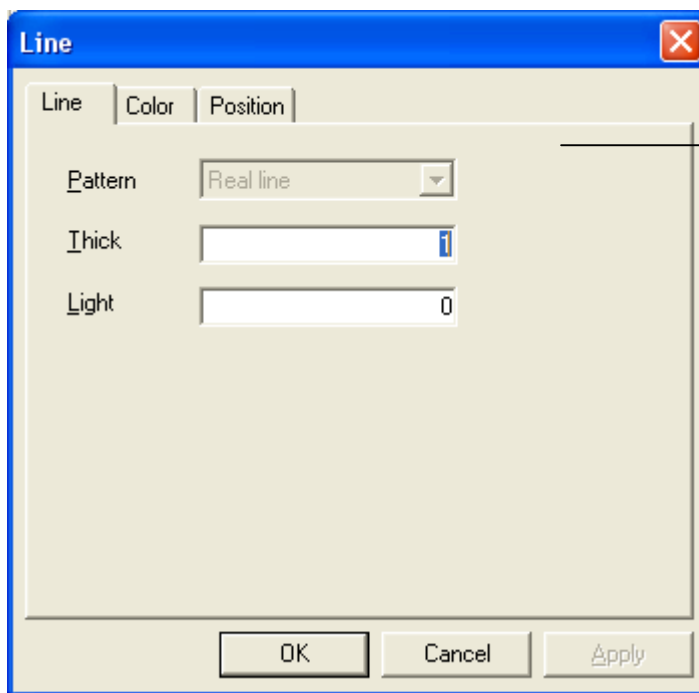 Line
Line Color Position
Pattern Real line
Thick 1
Light 0
OK Cancel Apply